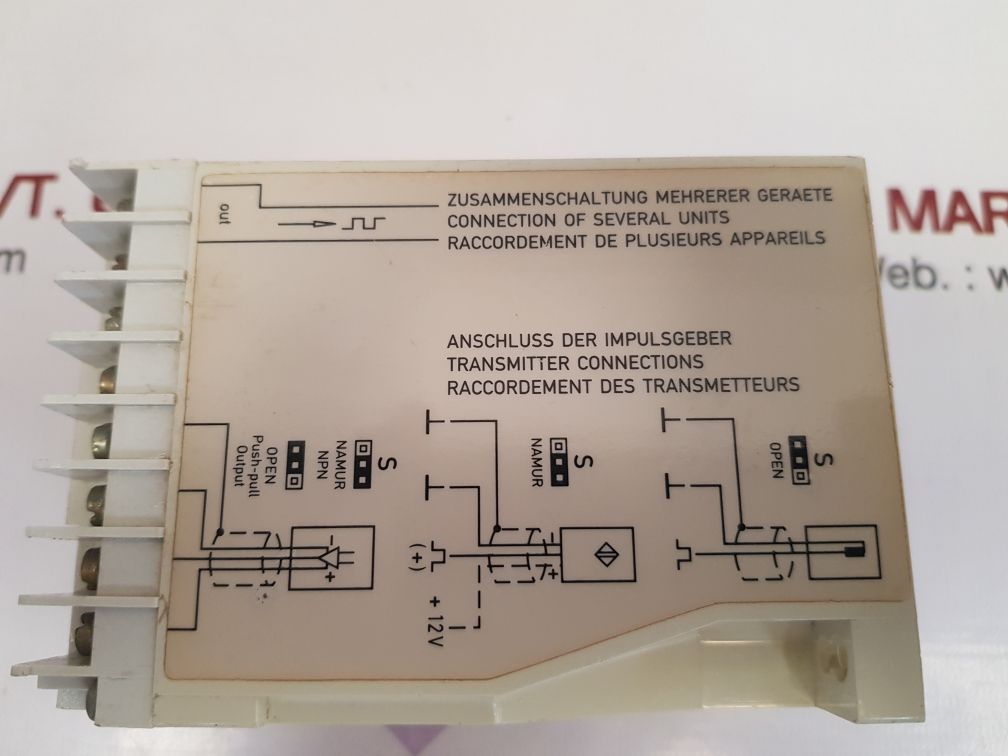 VT.
MAR
m
Web. : w
out
ZUSAMMENSCHALTUNG MEHRERER GERAETE
CONNECTION OF SEVERAL UNITS
RACCORDEMENT DE PLUSIEURS APPAREILS
ANSCHLUSS DER IMPULSGEBER
TRANSMITTER CONNECTIONS
RACCORDEMENT DES TRANSMETTEURS
S
NAMUR
NPN
OPEN
Push-pull
Output
- +
S
NAMUR
- +
(+)
+ 12V
S
OPEN